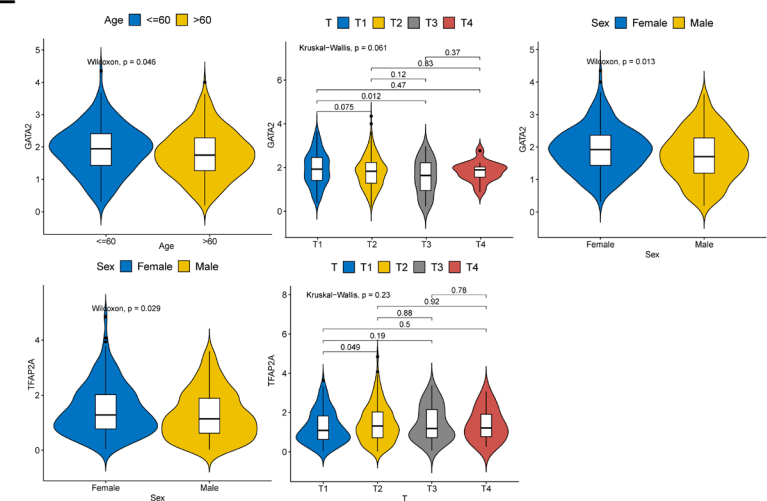 Age <=60 >60
Wilcoxon, p = 0.046
GATA2
5
4
3
2
1
0
<=60 >60
Age
T T1 T2 T3 T4
Kruskal−Wallis, p = 0.061
0.37
0.83
0.12
0.47
0.012
0.075
GATA2
6
4
2
0
T1 T2 T3 T4
Sex Female Male
Wilcoxon, p = 0.013
GATA2
5
4
3
2
1
0
Female Male
Sex
Sex Female Male
Wilcoxon, p = 0.029
TFAP2A
4
2
0
Female Male
Sex
T T1 T2 T3 T4
Kruskal−Wallis, p = 0.23
0.78
0.92
0.88
0.5
0.19
0.049
TFAP2A
8
6
4
2
0
T1 T2 T3 T4
T